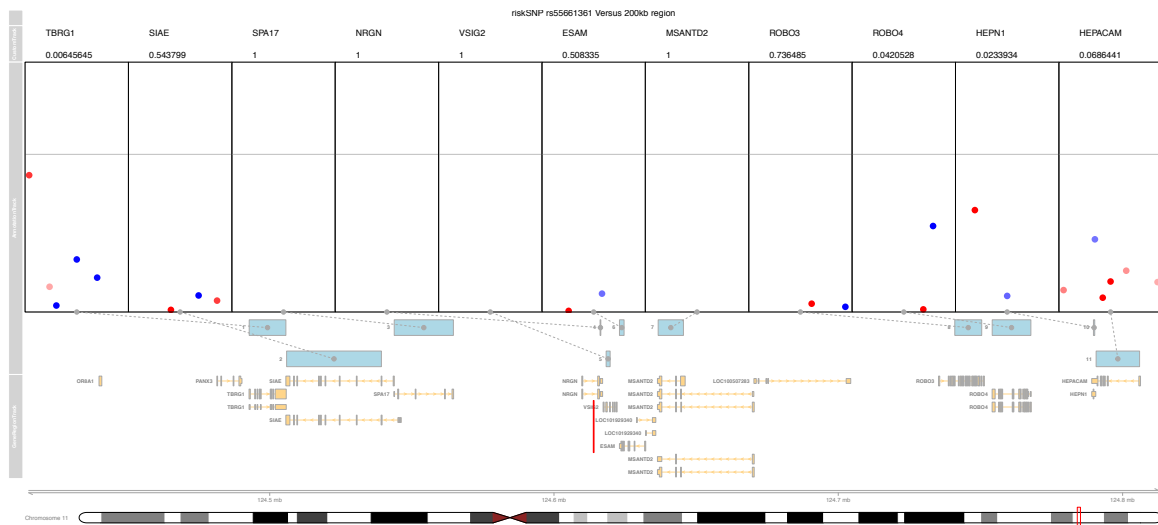 riskSNP rs55661361 Versus 200kb region
TBRG1 SIAE SPA17 NRGN VSIG2 ESAM MSANTD2 ROBO3 ROBO4 HEPN1 HEPACAM
0.00645645 0.543799 1 1 1 0.508335 1 0.736485 0.0420528 0.0233934 0.0686441
1 3 4 6 7 8 9 10
2 5 11
OR8A1 PANX3 SIAE NRGN MSANTD2 LOC100507283 ROBO3 HEPACAM
TBRG1 SPA17 NRGN MSANTD2 ROBO4 HEPN1
TBRG1 VSIG2 MSANTD2 ROBO4
SIAE LOC101929340
LOC101929340
ESAM
MSANTD2
MSANTD2
124.5 mb 124.6 mb 124.7 mb 124.8 mb
Chromosome 11